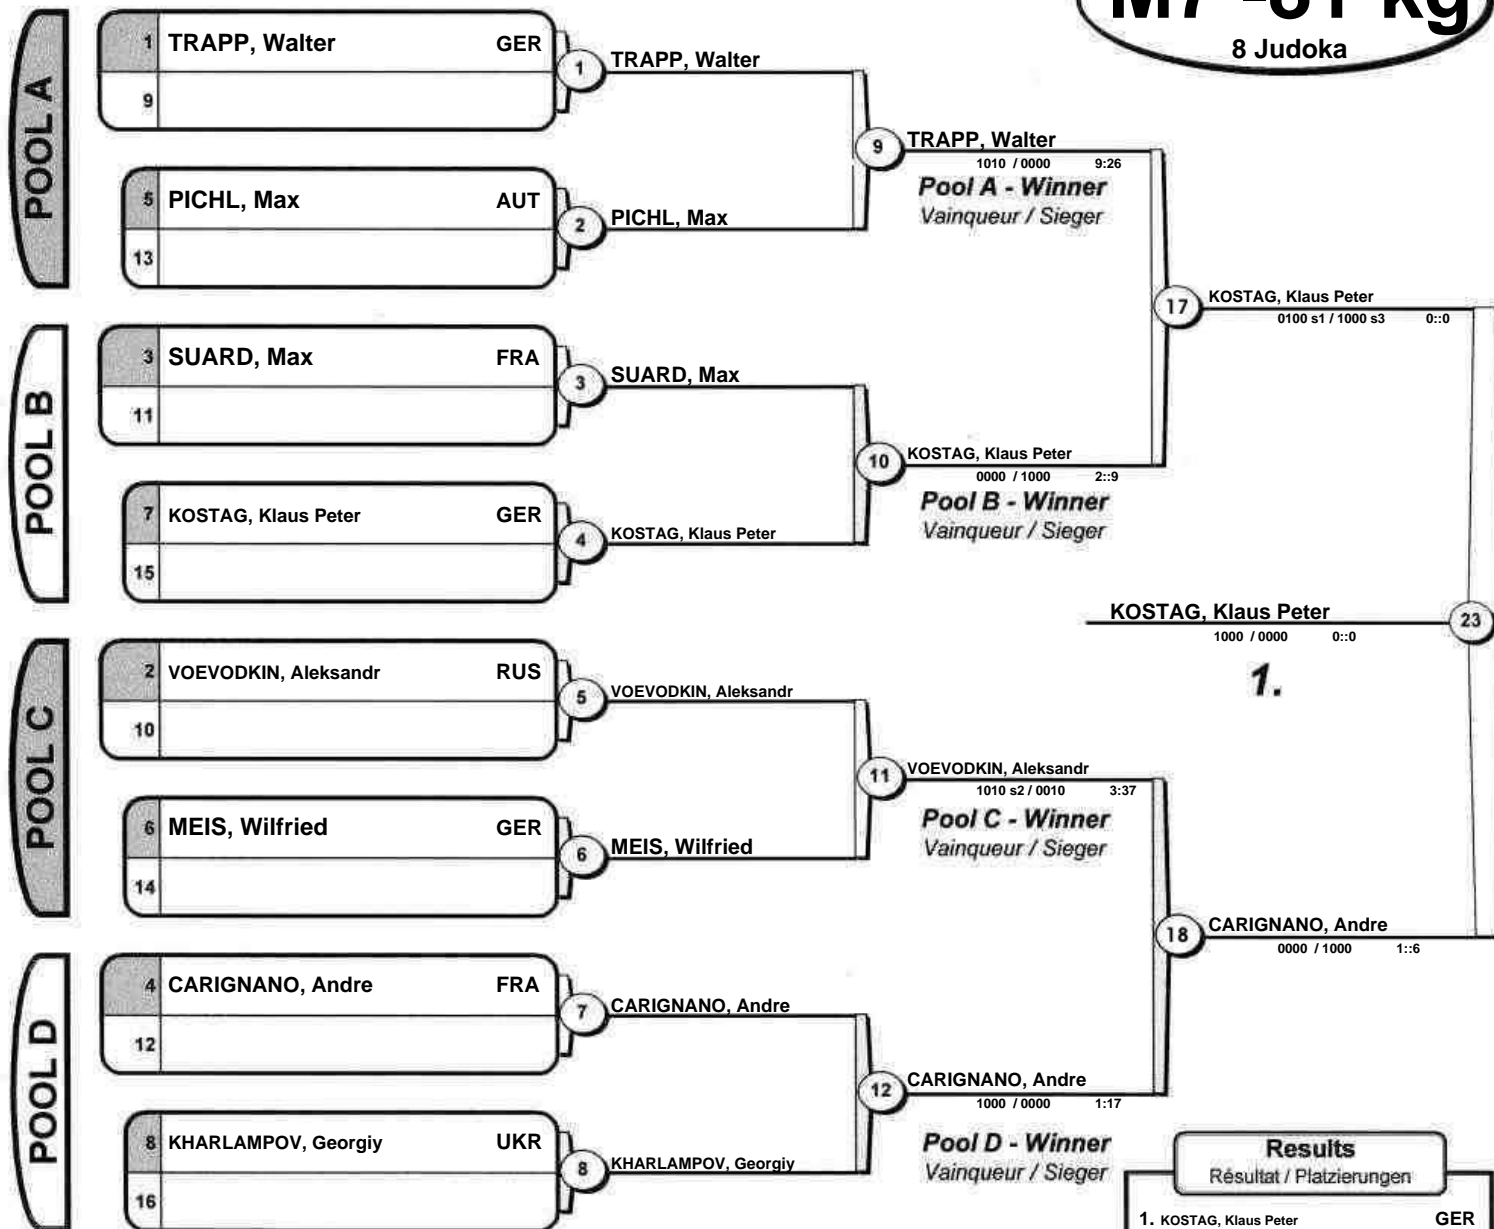 M7 -81 kg
8 Judoka
POOL A
1 TRAPP, Walter GER
9
1 TRAPP, Walter
5 PICHL, Max AUT
13
2 PICHL, Max
9 TRAPP, Walter
1010 / 0000 9:26
Pool A - Winner
Vainqueur / Sieger
POOL B
3 SUARD, Max FRA
11
3 SUARD, Max
7 KOSTAG, Klaus Peter GER
15
4 KOSTAG, Klaus Peter
10 KOSTAG, Klaus Peter
0000 / 1000 2::9
Pool B - Winner
Vainqueur / Sieger
17 KOSTAG, Klaus Peter
0100 s1 / 1000 s3 0::0
KOSTAG, Klaus Peter 23
1000 / 0000 0::0
1.
POOL C
2 VOEVODKIN, Aleksandr RUS
10
5 VOEVODKIN, Aleksandr
6 MEIS, Wilfried GER
14
6 MEIS, Wilfried
11 VOEVODKIN, Aleksandr
1010 s2 / 0010 3:37
Pool C - Winner
Vainqueur / Sieger
18 CARIGNANO, Andre
0000 / 1000 1::6
POOL D
4 CARIGNANO, Andre FRA
12
7 CARIGNANO, Andre
8 KHARLAMPOV, Georgiy UKR
16
8 KHARLAMPOV, Georgiy
12 CARIGNANO, Andre
1000 / 0000 1:17
Pool D - Winner
Vainqueur / Sieger
Results
Résultat / Platzierungen
1. KOSTAG, Klaus Peter GER